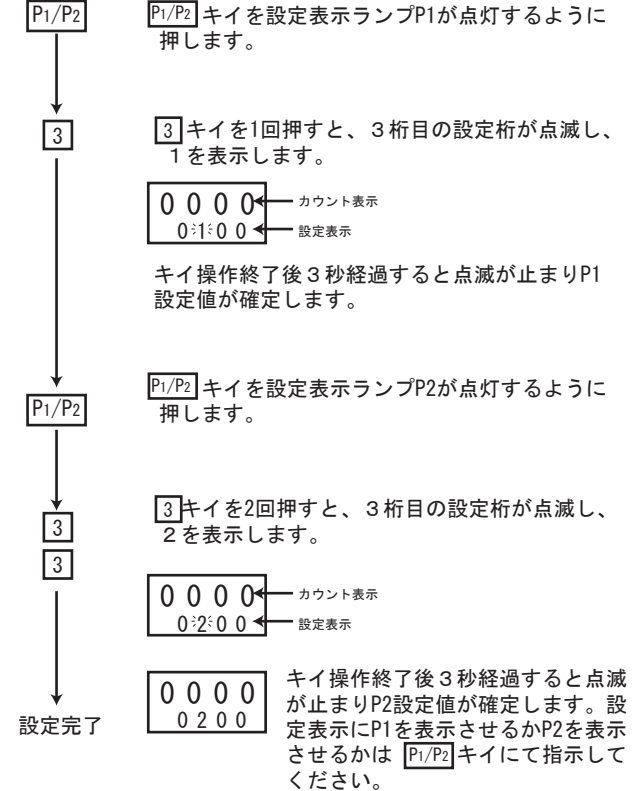 P1/P2
P1/P2 キイを設定表示ランプP1が点灯するように
押します。
3
3 キイを1回押すと、３桁目の設定桁が点滅し、
１を表示します。
0 0 0 0
カウント表示
0 1 0 0
設定表示
キイ操作終了後３秒経過すると点滅が止まりP1
設定値が確定します。
P1/P2
P1/P2 キイを設定表示ランプP2が点灯するように
押します。
3
3
3 キイを2回押すと、３桁目の設定桁が点滅し、
２を表示します。
0 0 0 0
カウント表示
0 2 0 0
設定表示
設定完了
0 0 0 0
0 2 0 0
キイ操作終了後３秒経過すると点滅
が止まりP2設定値が確定します。設
定表示にP1を表示させるかP2を表示
させるかは P1/P2 キイにて指示して
ください。